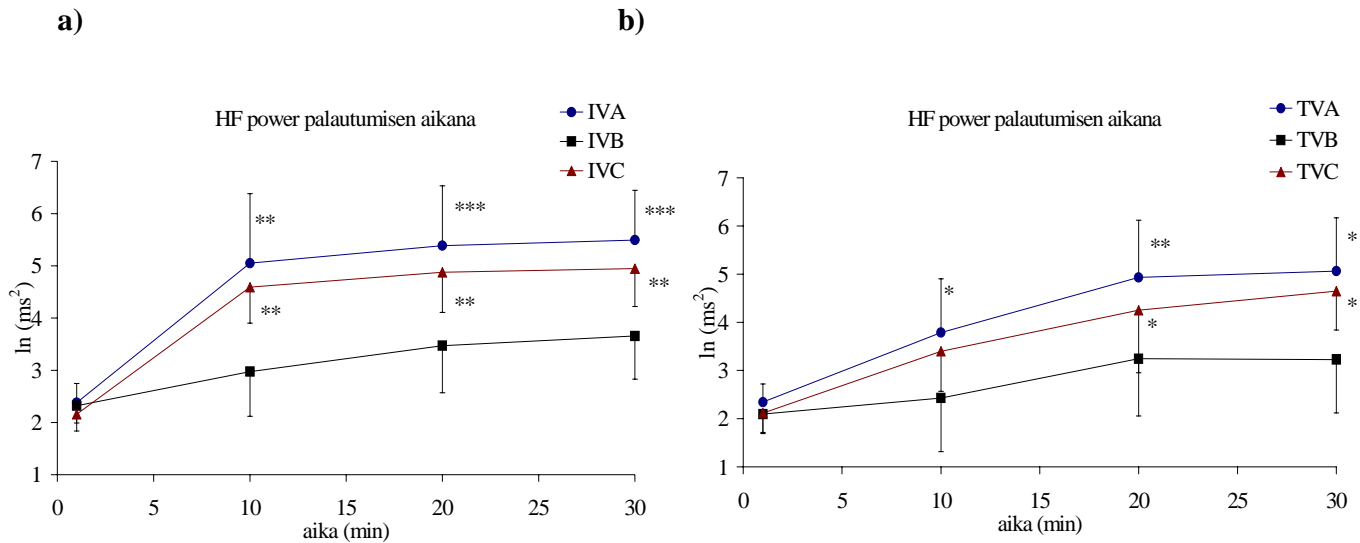 a)
HF power palautumisen aikana
IVA
IVB
IVC
7
6
5
4
3
2
1
ln (ms²)
**
***
***
**
**
**
0
5
10
15
20
25
30
aika (min)
b)
HF power palautumisen aikana
TVA
TVB
TVC
7
6
5
4
3
2
1
ln (ms²)
*
**
*
*
*
0
5
10
15
20
25
30
aika (min)